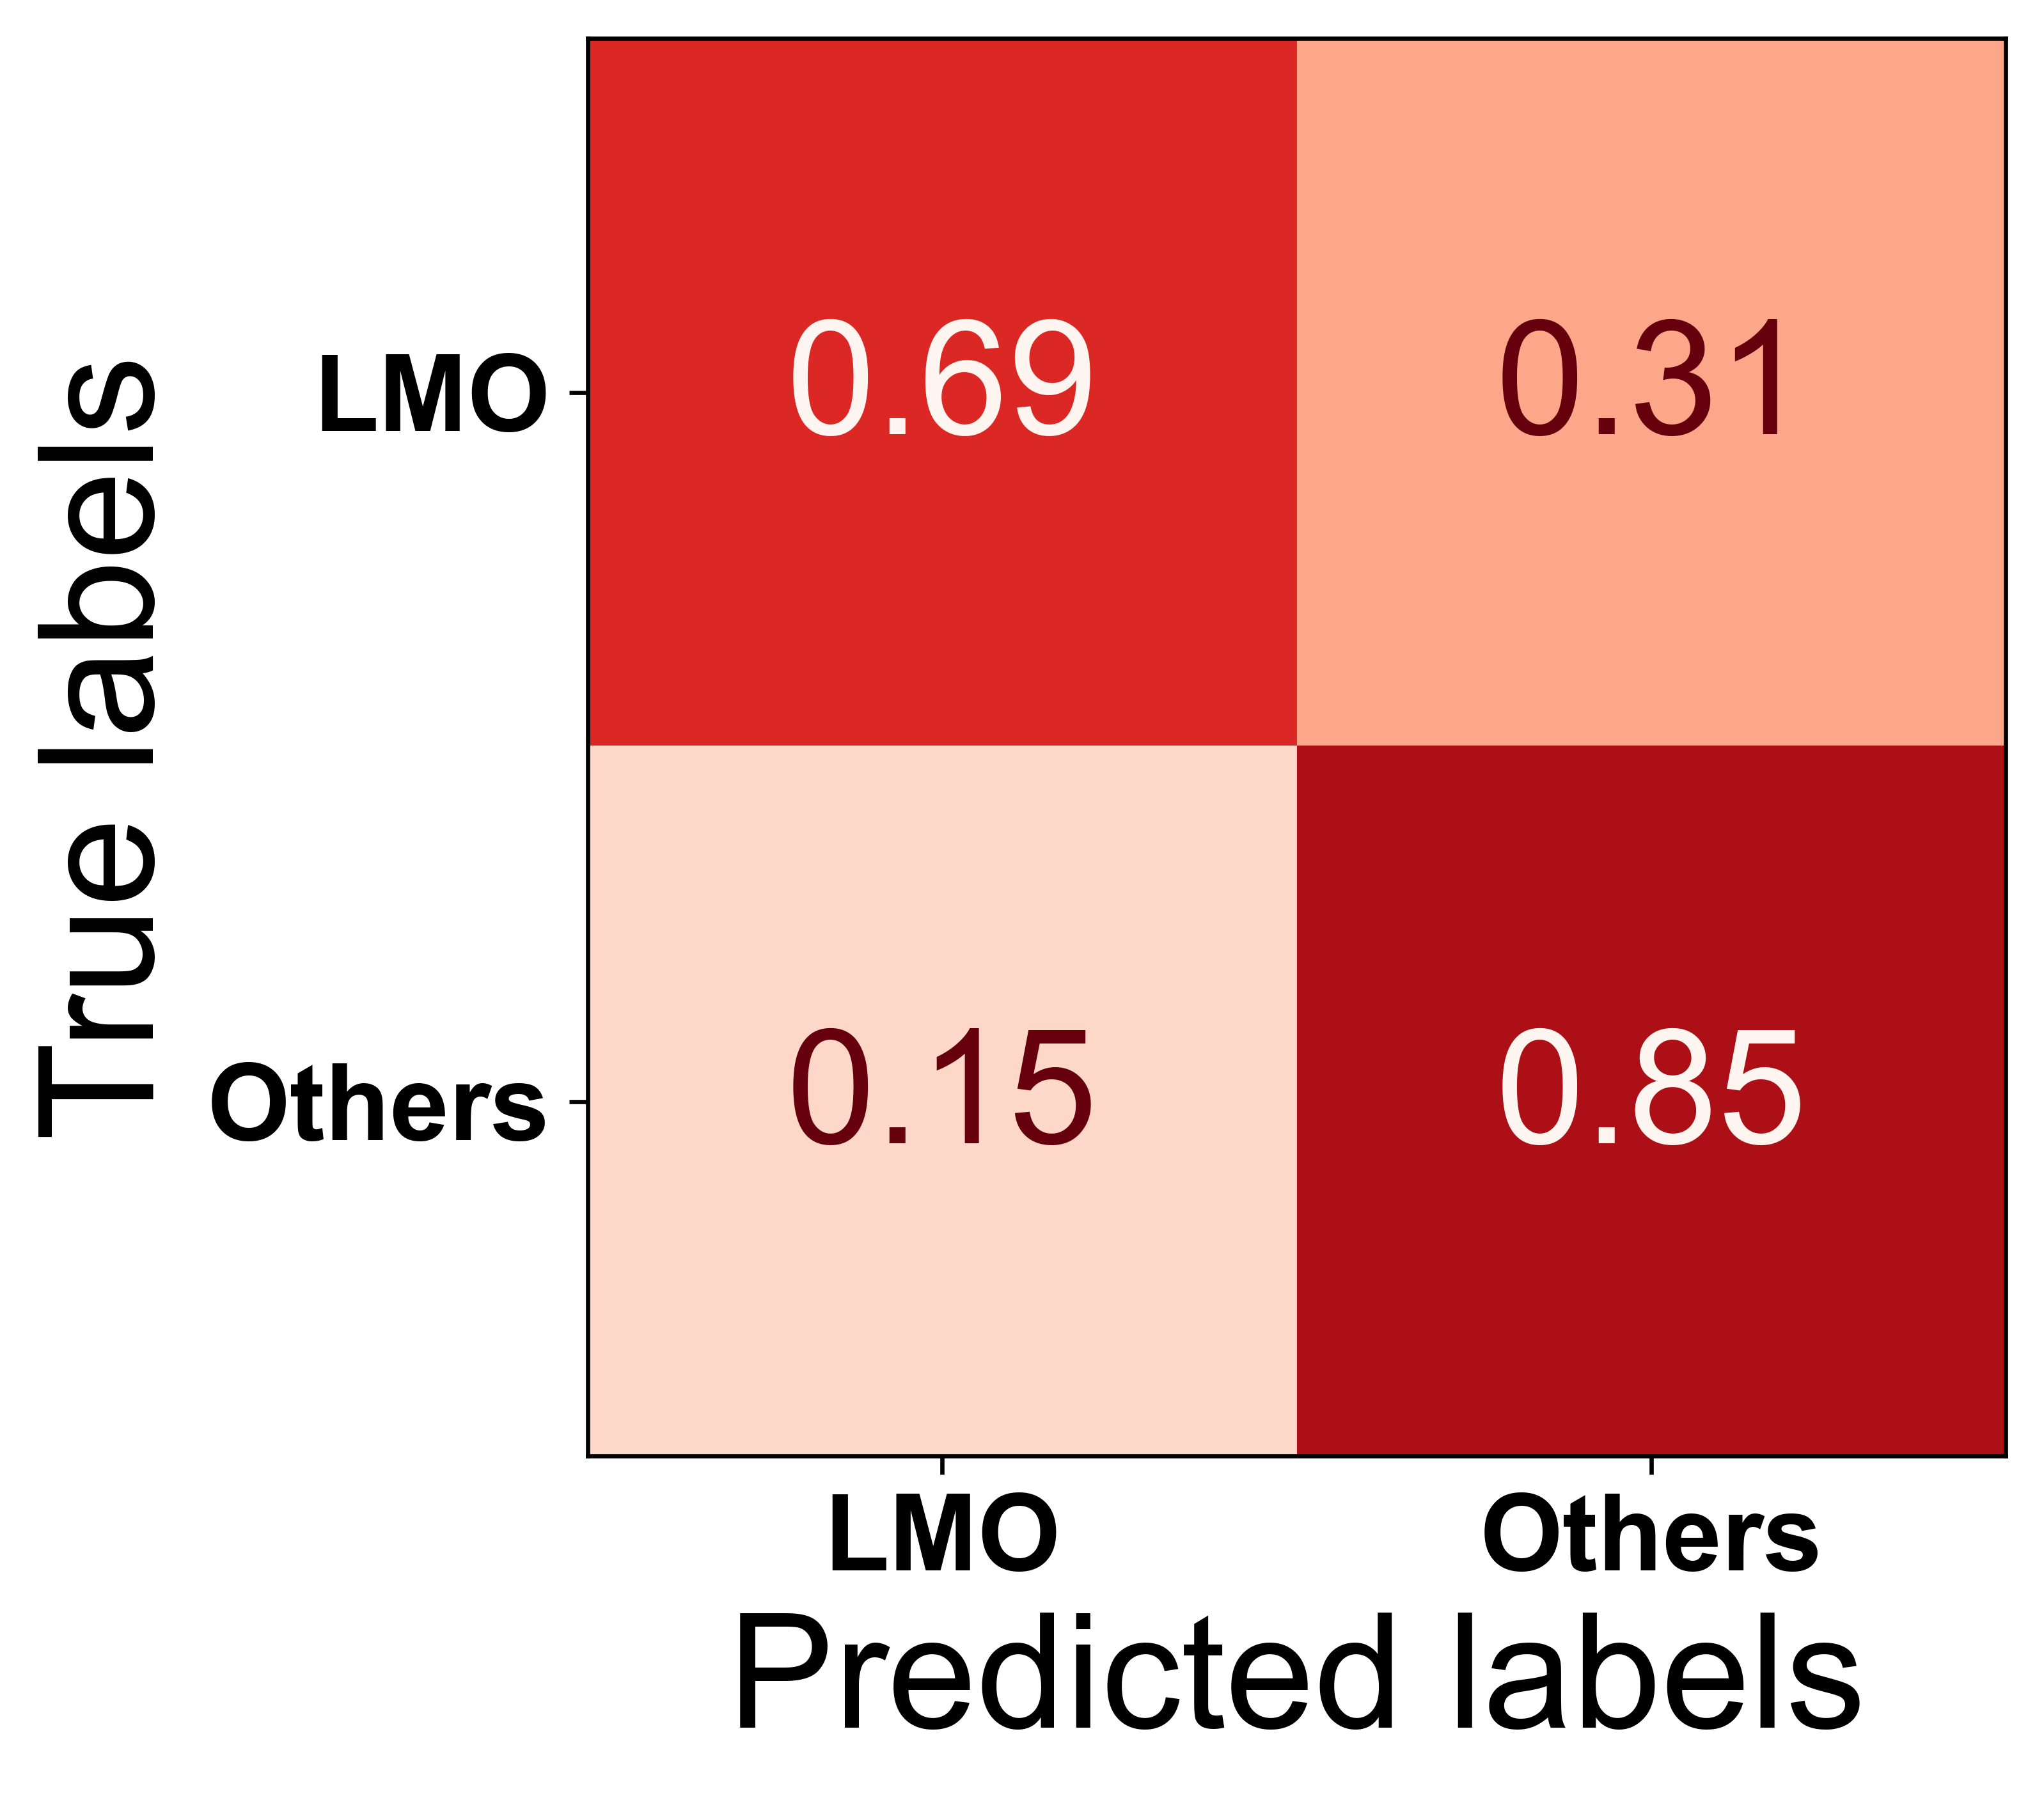 True labels
LMO
0.69 0.31
Others
0.15 0.85
LMO Others
Predicted labels